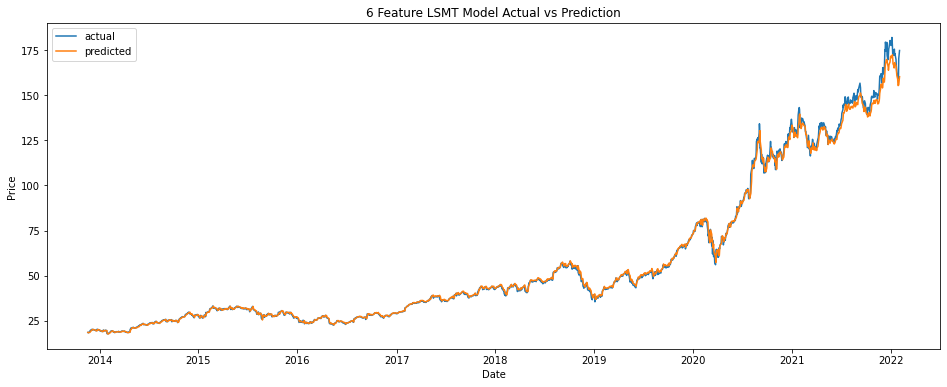 6 Feature LSMT Model Actual vs Prediction
actual
predicted
Price
175
150
125
100
75
50
25
2014 2015 2016 2017 2018 2019 2020 2021 2022
Date